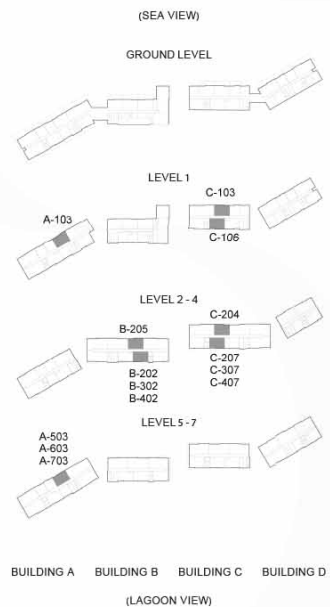 (SEA VIEW)
GROUND LEVEL
LEVEL 1
C-103
A-103
C-106
LEVEL 2 - 4
C-204
B-205
B-202
B-302
B-402
C-207
C-307
C-407
LEVEL 5 - 7
A-503
A-603
A-703
BUILDING A BUILDING B BUILDING C BUILDING D
(LAGOON VIEW)